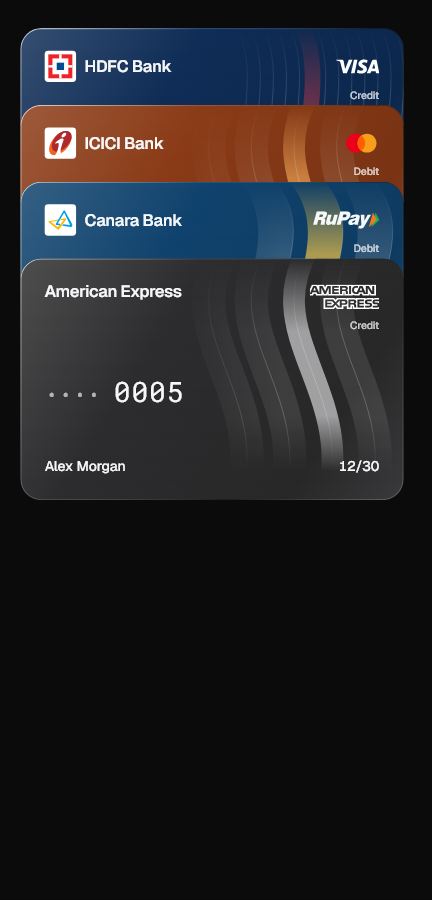 HDFC Bank
VISA
Credit
ICICI Bank
Debit
Canara Bank
RuPay
Debit
American Express
AMERICAN
EXPRESS
Credit
•••• 0005
Alex Morgan
12/30